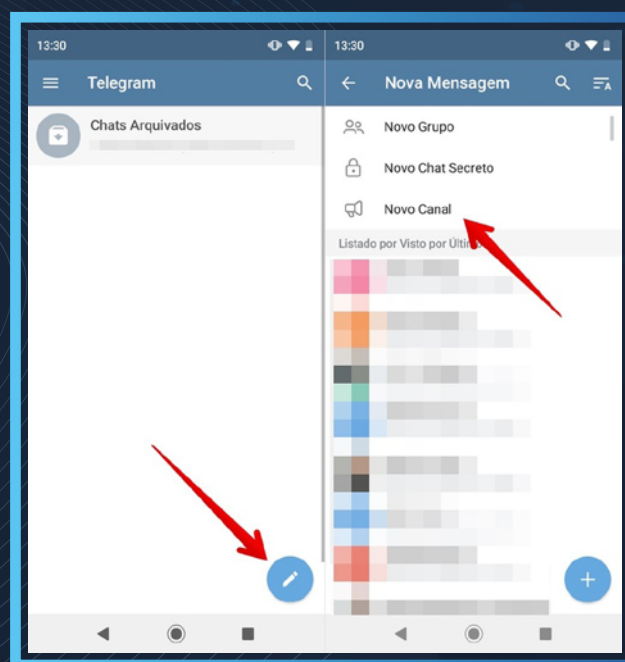 13:30
Telegram
Chats Arquivados
13:30
Nova Mensagem
Novo Grupo
Novo Chat Secreto
Novo Canal
Listado por Visto por Últim